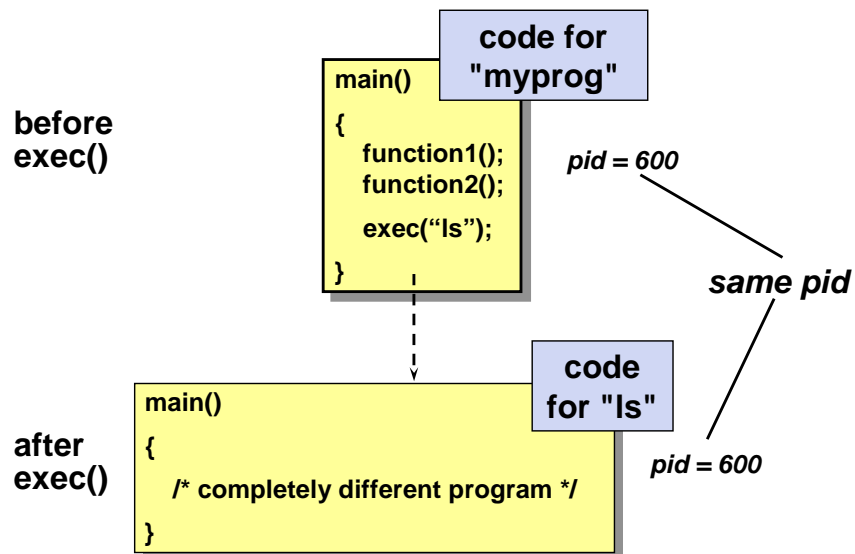 code for
"myprog"
main()
{
function1();
function2();
exec(“ls”);
}
before
exec()
pid = 600
same pid
code
for "ls"
main()
{
/* completely different program */
}
after
exec()
pid = 600